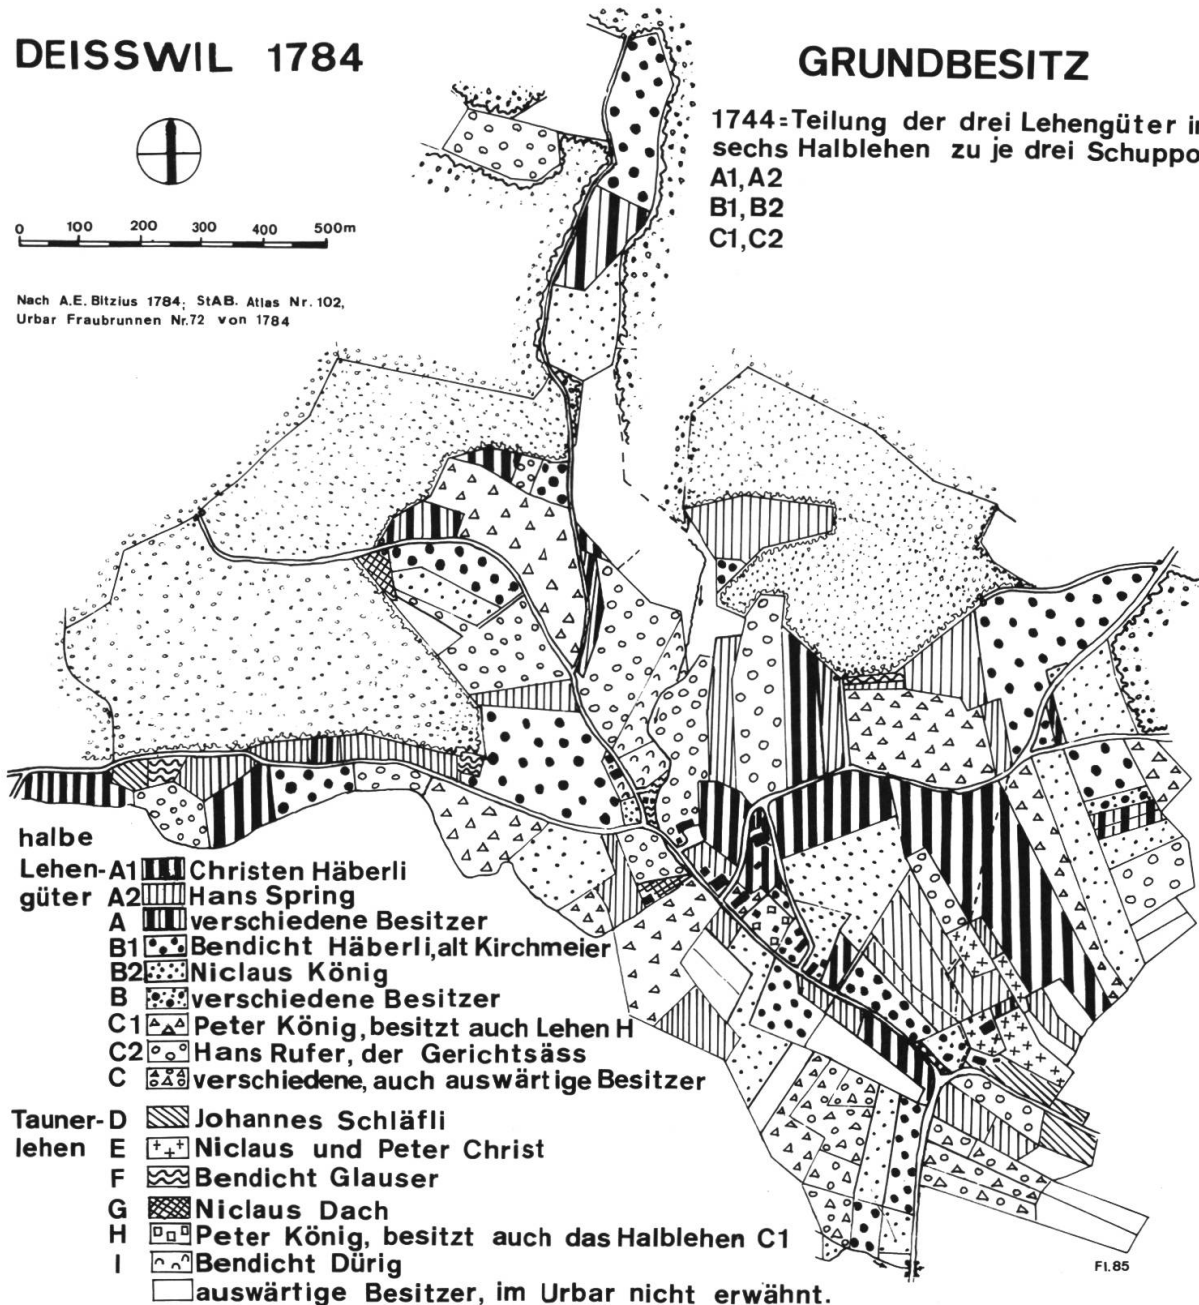 DEISSWIL 1784
GRUNDBESITZ
1744=Teilung der drei Lehengüter in
sechs Halblehen zu je drei Schuppo
A1,A2
B1,B2
C1,C2
0 100 200 300 400 500m
Nach A.E. Bitzius 1784; StAB. Atlas Nr. 102,
Urbar Fraubrunnen Nr.72 von 1784
halbe
Lehen- A1 Christen Häberli
güter A2 Hans Spring
A verschiedene Besitzer
B1 Bendicht Häberli, alt Kirchmeier
B2 Niclaus König
B verschiedene Besitzer
C1 Peter König, besitzt auch Lehen H
C2 Hans Rufer, der Gerichtsäss
C verschiedene, auch auswärtige Besitzer
Tauner- D Johannes Schläfli
lehen E Niclaus und Peter Christ
F Bendicht Glauser
G Niclaus Dach
H Peter König, besitzt auch das Halblehen C1
I Bendicht Dürig
auswärtige Besitzer, im Urbar nicht erwähnt.
Fl.85